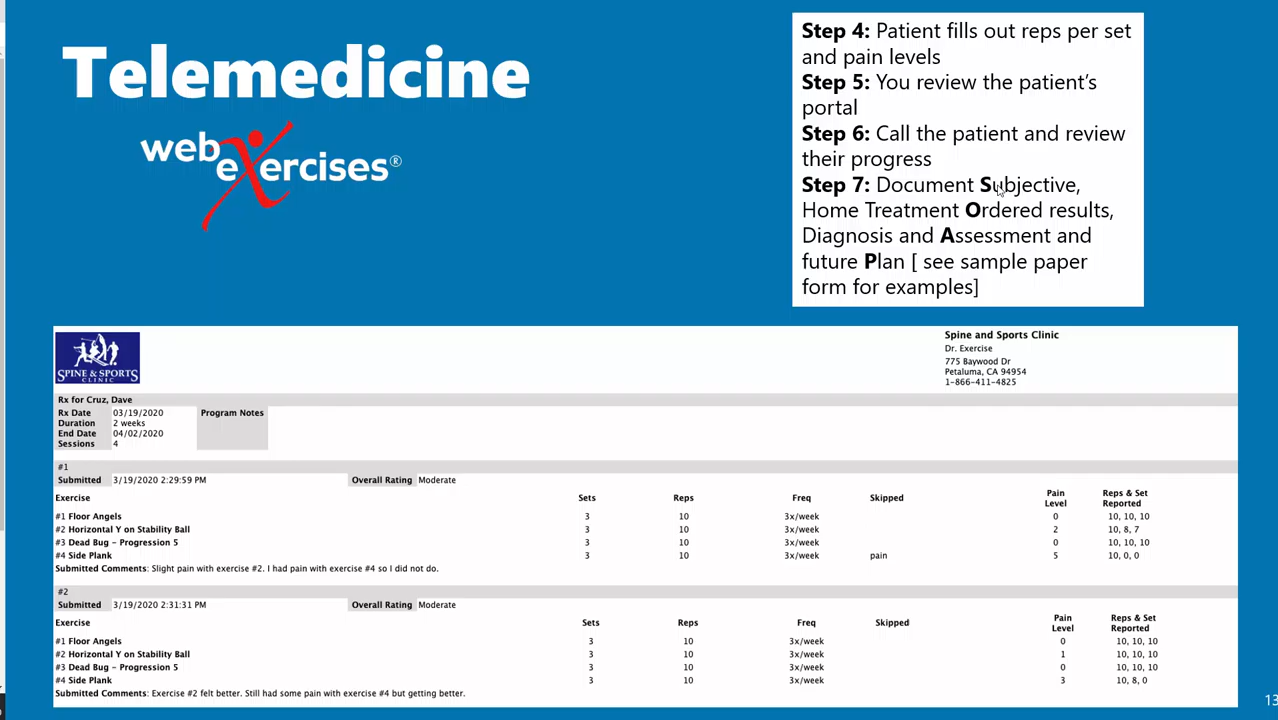 Telemedicine
web exercises®
Step 4: Patient fills out reps per set
and pain levels
Step 5: You review the patient's
portal
Step 6: Call the patient and review
their progress
Step 7: Document Subjective,
Home Treatment Ordered results,
Diagnosis and Assessment and
future Plan [ see sample paper
form for examples]
SPINE & SPORTS
CLINIC
Spine and Sports Clinic
Dr. Exercise
775 Baywood Dr
Petaluma, CA 94954
1-866-411-4825
Rx for Cruz, Dave
Rx Date 03/19/2020 Program Notes
Duration 2 weeks
End Date 04/02/2020
Sessions 4
#1
Submitted 3/19/2020 2:29:59 PM Overall Rating Moderate
Exercise Sets Reps Freq Skipped Pain Level Reps & Set Reported
#1 Floor Angels 3 10 3x/week 0 10, 10, 10
#2 Horizontal Y on Stability Ball 3 10 3x/week 2 10, 8, 7
#3 Dead Bug - Progression 5 3 10 3x/week 0 10, 10, 10
#4 Side Plank 3 10 3x/week pain 5 10, 0, 0
Submitted Comments: Slight pain with exercise #2. I had pain with exercise #4 so I did not do.
#2
Submitted 3/19/2020 2:31:31 PM Overall Rating Moderate
Exercise Sets Reps Freq Skipped Pain Level Reps & Set Reported
#1 Floor Angels 3 10 3x/week 0 10, 10, 10
#2 Horizontal Y on Stability Ball 3 10 3x/week 1 10, 10, 10
#3 Dead Bug - Progression 5 3 10 3x/week 0 10, 10, 10
#4 Side Plank 3 10 3x/week 3 10, 8, 0
Submitted Comments: Exercise #2 felt better. Still had some pain with exercise #4 but getting better.
13